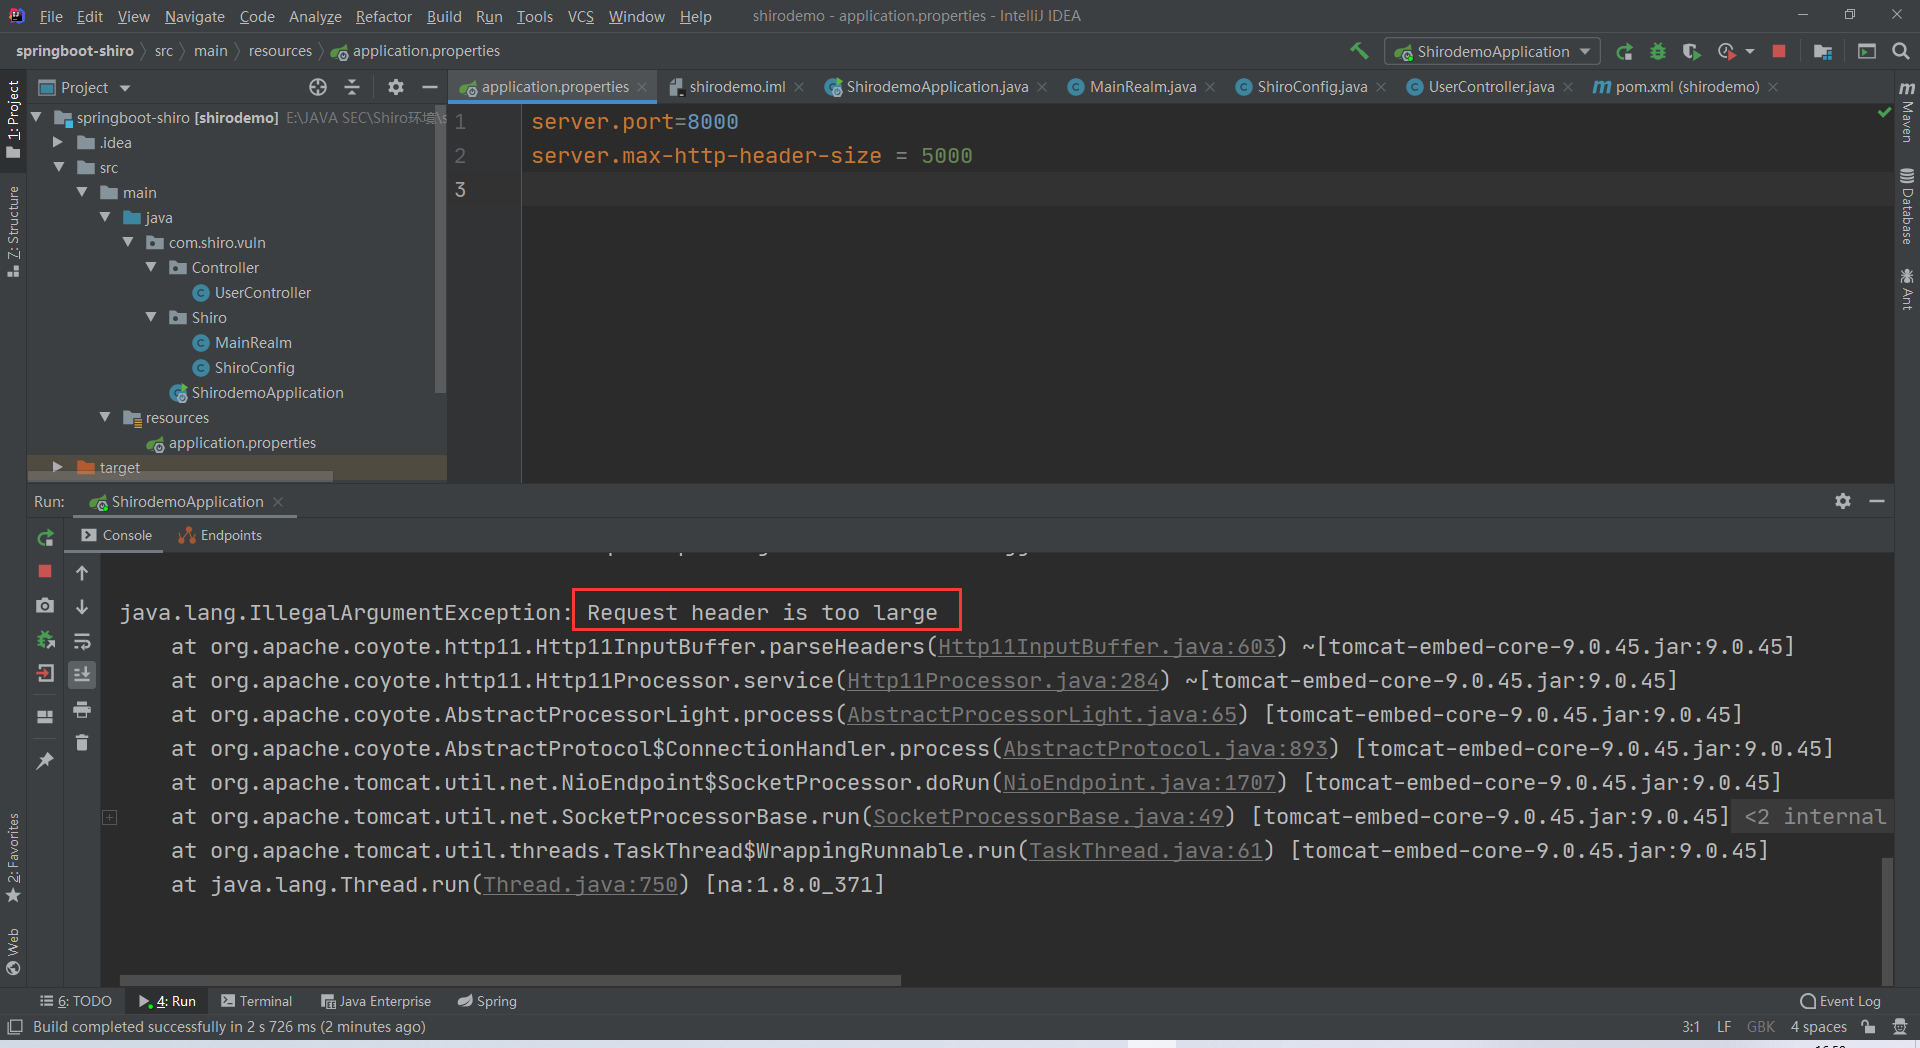 File Edit View Navigate Code Analyze Refactor Build Run Tools VCS Window Help shirodemo - application.properties - IntelliJ IDEA
springboot-shiro src main resources application.properties ShirodemoApplication
Project
application.properties shirodemo.iml ShirodemoApplication.java MainRealm.java ShiroConfig.java UserController.java pom.xml (shirodemo)
springboot-shiro [shirodemo] E:\JAVA SEC\Shiro环境\s
.idea
src
main
java
com.shiro.vuln
Controller
UserController
Shiro
MainRealm
ShiroConfig
ShirodemoApplication
resources
application.properties
target
1 server.port=8000
2 server.max-http-header-size = 5000
3
1: Project
7: Structure
2: Favorites
Web
Maven
Database
Ant
Run: ShirodemoApplication
Console Endpoints
java.lang.IllegalArgumentException: Request header is too large
at org.apache.coyote.http11.Http11InputBuffer.parseHeaders(Http11InputBuffer.java:603) ~[tomcat-embed-core-9.0.45.jar:9.0.45]
at org.apache.coyote.http11.Http11Processor.service(Http11Processor.java:284) ~[tomcat-embed-core-9.0.45.jar:9.0.45]
at org.apache.coyote.AbstractProcessorLight.process(AbstractProcessorLight.java:65) [tomcat-embed-core-9.0.45.jar:9.0.45]
at org.apache.coyote.AbstractProtocol$ConnectionHandler.process(AbstractProtocol.java:893) [tomcat-embed-core-9.0.45.jar:9.0.45]
at org.apache.tomcat.util.net.NioEndpoint$SocketProcessor.doRun(NioEndpoint.java:1707) [tomcat-embed-core-9.0.45.jar:9.0.45]
at org.apache.tomcat.util.net.SocketProcessorBase.run(SocketProcessorBase.java:49) [tomcat-embed-core-9.0.45.jar:9.0.45] <2 internal
at org.apache.tomcat.util.threads.TaskThread$WrappingRunnable.run(TaskThread.java:61) [tomcat-embed-core-9.0.45.jar:9.0.45]
at java.lang.Thread.run(Thread.java:750) [na:1.8.0_371]
6: TODO 4: Run Terminal Java Enterprise Spring Event Log
Build completed successfully in 2 s 726 ms (2 minutes ago) 3:1 LF GBK 4 spaces